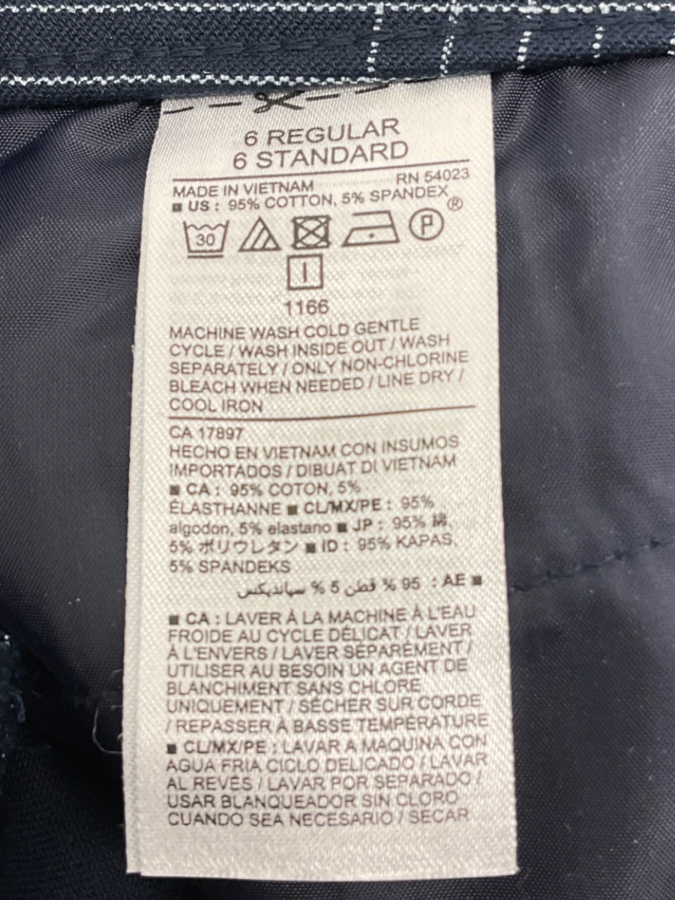 6 REGULAR
6 STANDARD
MADE IN VIETNAM RN 54023
■ US : 95% COTTON, 5% SPANDEX
30 P ®
I
1166
MACHINE WASH COLD GENTLE
CYCLE / WASH INSIDE OUT / WASH
SEPARATELY / ONLY NON-CHLORINE
BLEACH WHEN NEEDED / LINE DRY /
COOL IRON
CA 17897
HECHO EN VIETNAM CON INSUMOS
IMPORTADOS / DIBUAT DI VIETNAM
■ CA : 95% COTON, 5%
ÉLASTHANNE ■ CL/MX/PE : 95%
algodon, 5% elastano ■ JP : 95% 綿,
5% ポリウレタン ■ ID : 95% KAPAS,
5% SPANDEKS
■ AE : 95 % قطن 5 % سباندیکس
■ CA : LAVER À LA MACHINE À L'EAU
FROIDE AU CYCLE DÉLICAT / LAVER
À L'ENVERS / LAVER SÉPARÉMENT /
UTILISER AU BESOIN UN AGENT DE
BLANCHIMENT SANS CHLORE
UNIQUEMENT / SÉCHER SUR CORDE
/ REPASSER À BASSE TEMPÉRATURE
■ CL/MX/PE : LAVAR A MAQUINA CON
AGUA FRIA CICLO DELICADO / LAVAR
AL REVÉS / LAVAR POR SEPARADO /
USAR BLANQUEADOR SIN CLORO
CUANDO SEA NECESARIO / SECAR